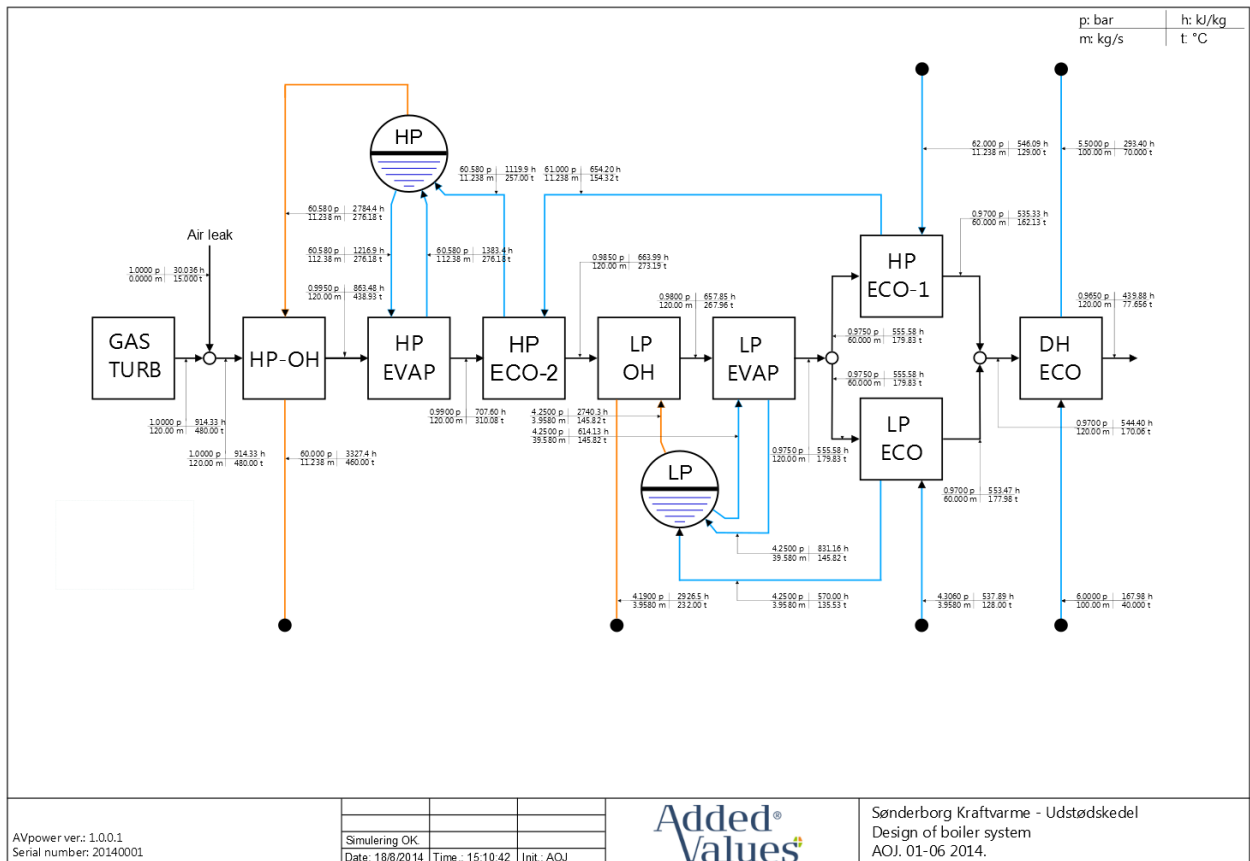 p: bar h: kJ/kg
m: kg/s t: °C
HP
60.580 p 1119.9 h
11.238 m 257.00 t
61.000 p 654.20 h
11.238 m 154.32 t
62.000 p 546.09 h
11.238 m 129.00 t
5.5000 p 293.40 h
100.00 m 70.000 t
60.580 p 2784.4 h
11.238 m 276.18 t
0.9700 p 535.33 h
60.000 m 162.13 t
Air leak
60.580 p 1216.9 h
112.38 m 276.18 t
60.580 p 1383.4 h
112.38 m 276.18 t
0.9850 p 663.99 h
120.00 m 273.19 t
HP
ECO-1
1.0000 p 30.036 h
0.0000 m 15.000 t
0.9950 p 863.48 h
120.00 m 438.93 t
0.9800 p 657.85 h
120.00 m 267.96 t
0.9650 p 439.88 h
120.00 m 77.656 t
GAS
TURB
HP-OH
HP
EVAP
HP
ECO-2
LP
OH
LP
EVAP
0.9750 p 555.58 h
60.000 m 179.83 t
0.9750 p 555.58 h
60.000 m 179.83 t
DH
ECO
0.9900 p 707.60 h
120.00 m 310.08 t
4.2500 p 2740.3 h
3.9580 m 145.82 t
4.2500 p 614.13 h
39.580 m 145.82 t
1.0000 p 914.33 h
120.00 m 480.00 t
0.9700 p 544.40 h
120.00 m 170.06 t
LP
ECO
1.0000 p 914.33 h
120.00 m 480.00 t
60.000 p 3327.4 h
11.238 m 460.00 t
0.9750 p 555.58 h
120.00 m 179.83 t
LP
0.9700 p 553.47 h
60.000 m 177.98 t
4.2500 p 831.16 h
39.580 m 145.82 t
4.1900 p 2926.5 h
3.9580 m 232.00 t
4.2500 p 570.00 h
3.9580 m 135.53 t
4.3060 p 537.89 h
3.9580 m 128.00 t
6.0000 p 167.98 h
100.00 m 40.000 t
AVpower ver.: 1.0.0.1
Serial number: 20140001
Simulering OK.
Date: 18/8/2014 Time.: 15:10:42 Init.: AOJ
Added®
Values
Sønderborg Kraftvarme - Udstødskedel
Design of boiler system
AOJ. 01-06 2014.